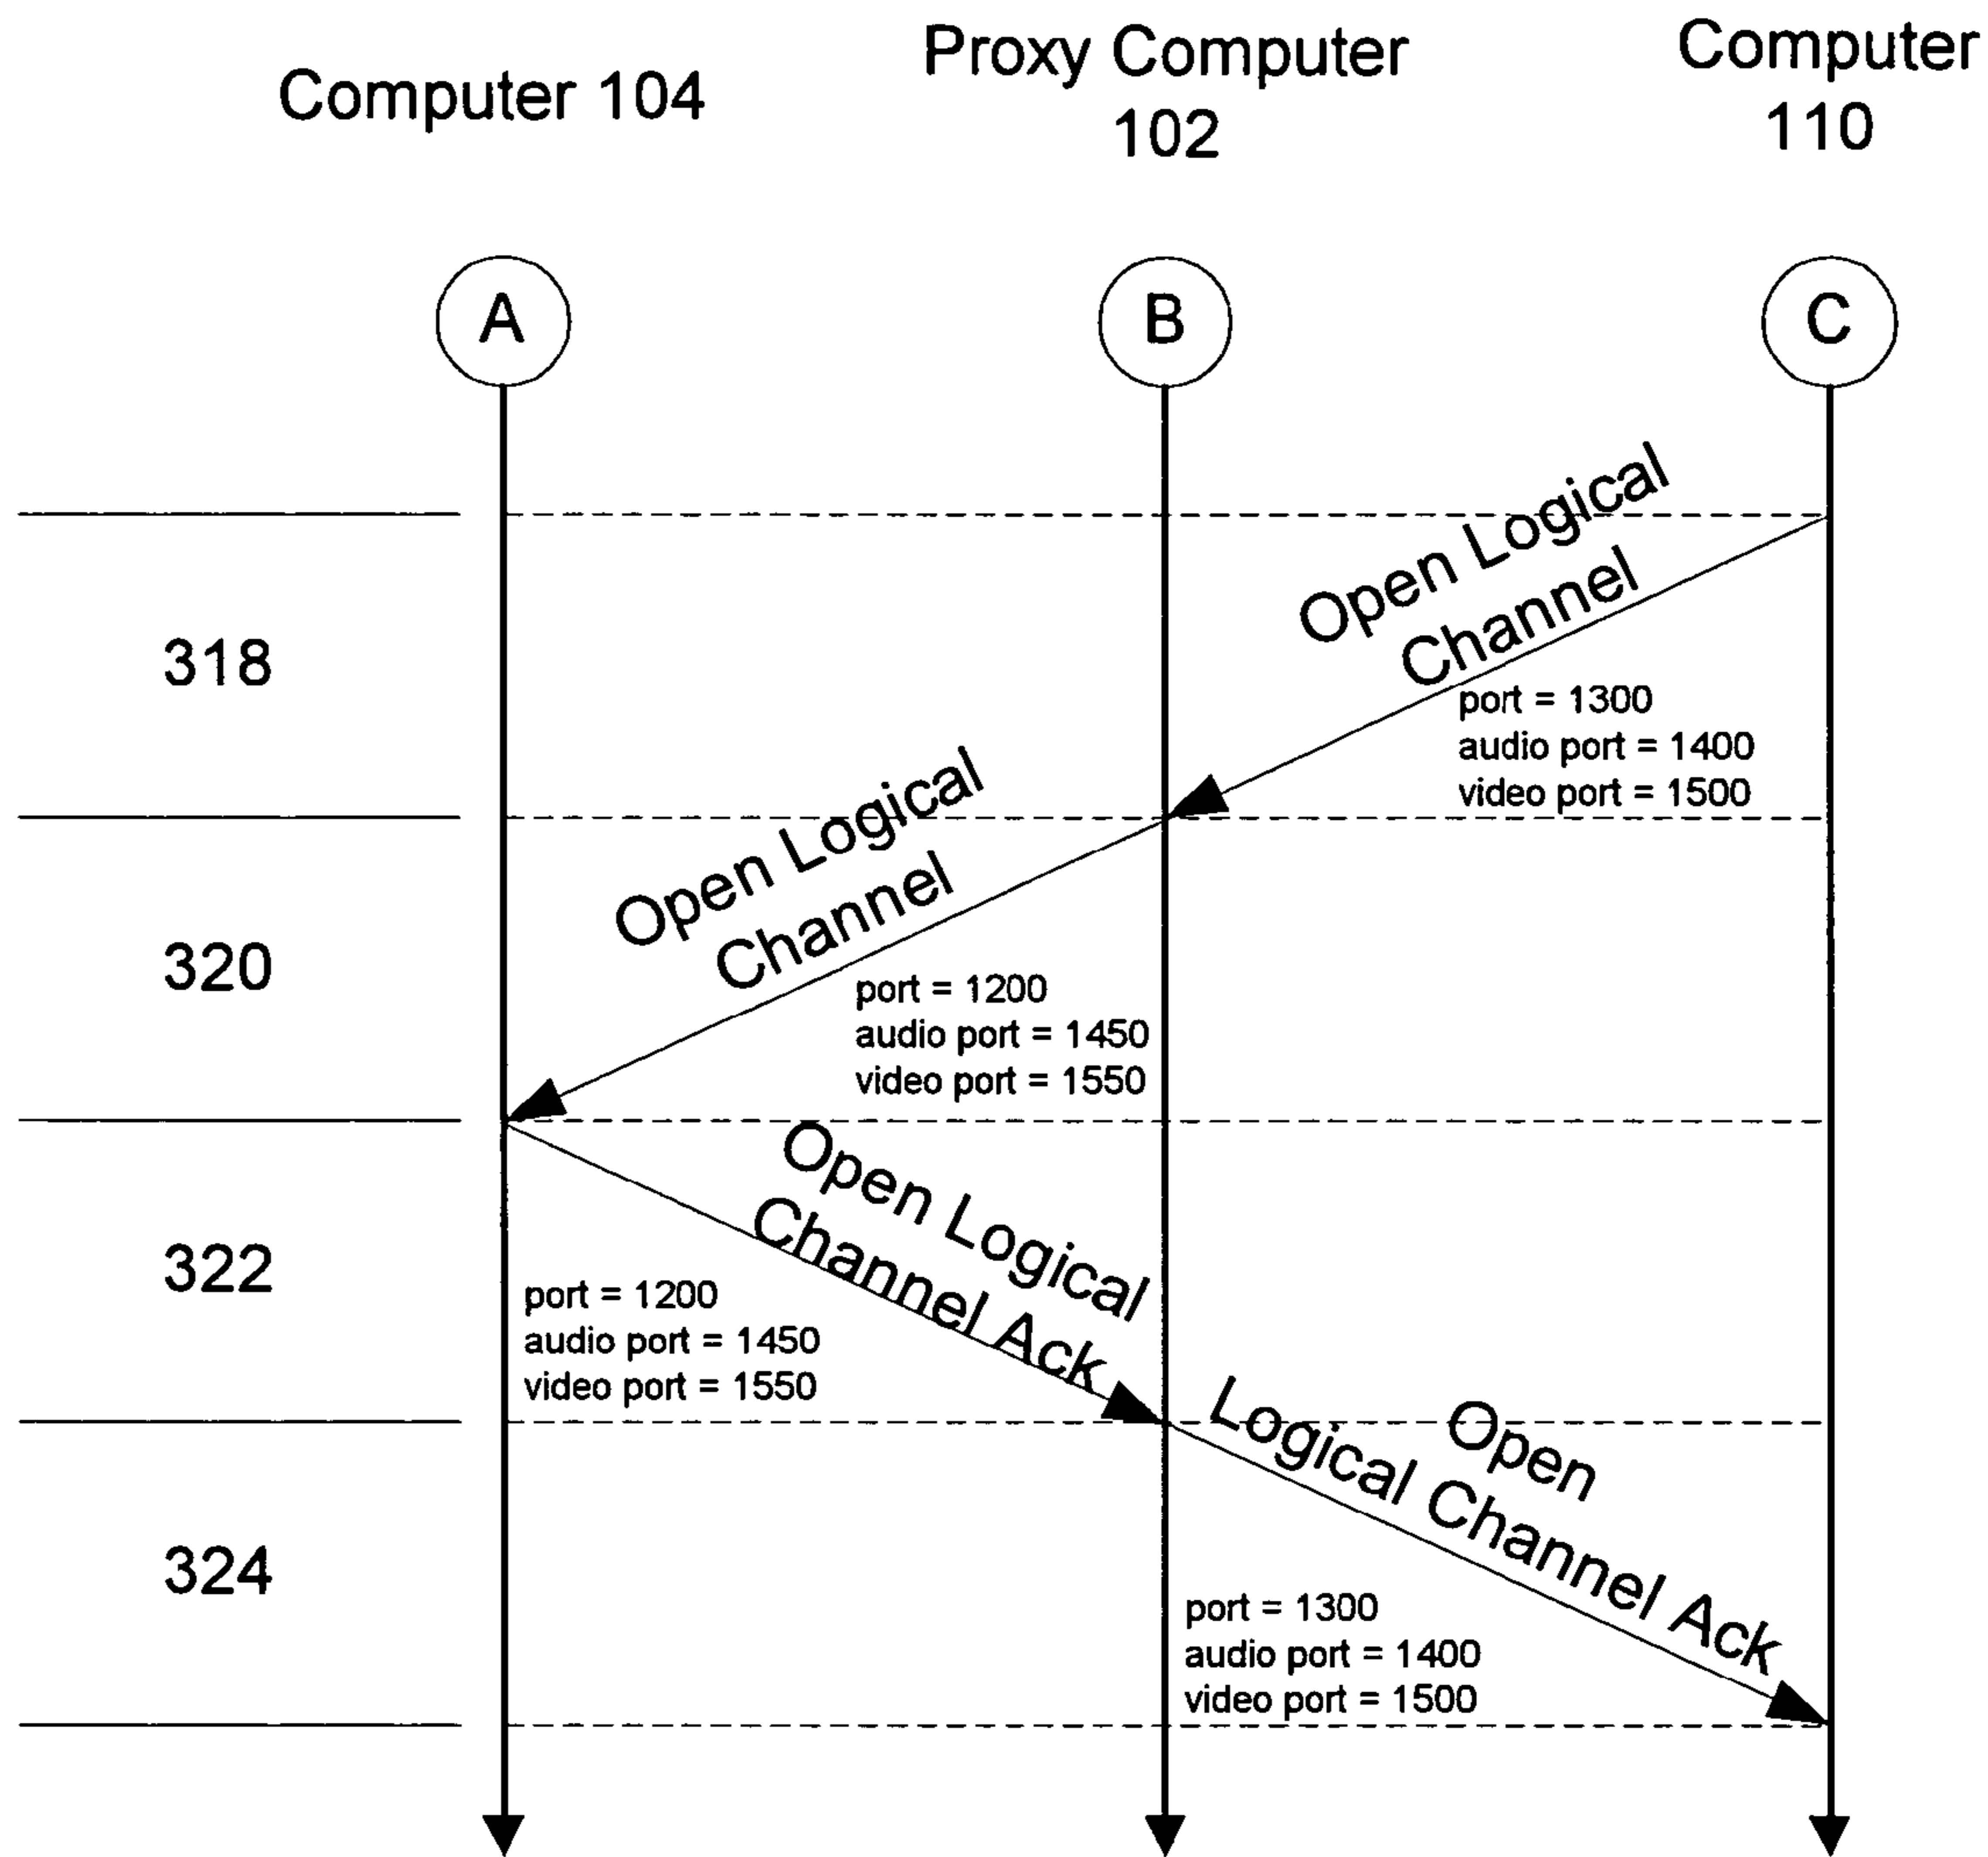 Computer 104
Proxy Computer
102
Computer
110
A
B
C
318
Open Logical
Channel
port = 1300
audio port = 1400
video port = 1500
320
Open Logical
Channel
port = 1200
audio port = 1450
video port = 1550
322
Open Logical
Channel Ack
port = 1200
audio port = 1450
video port = 1550
324
Open
Logical Channel Ack
port = 1300
audio port = 1400
video port = 1500